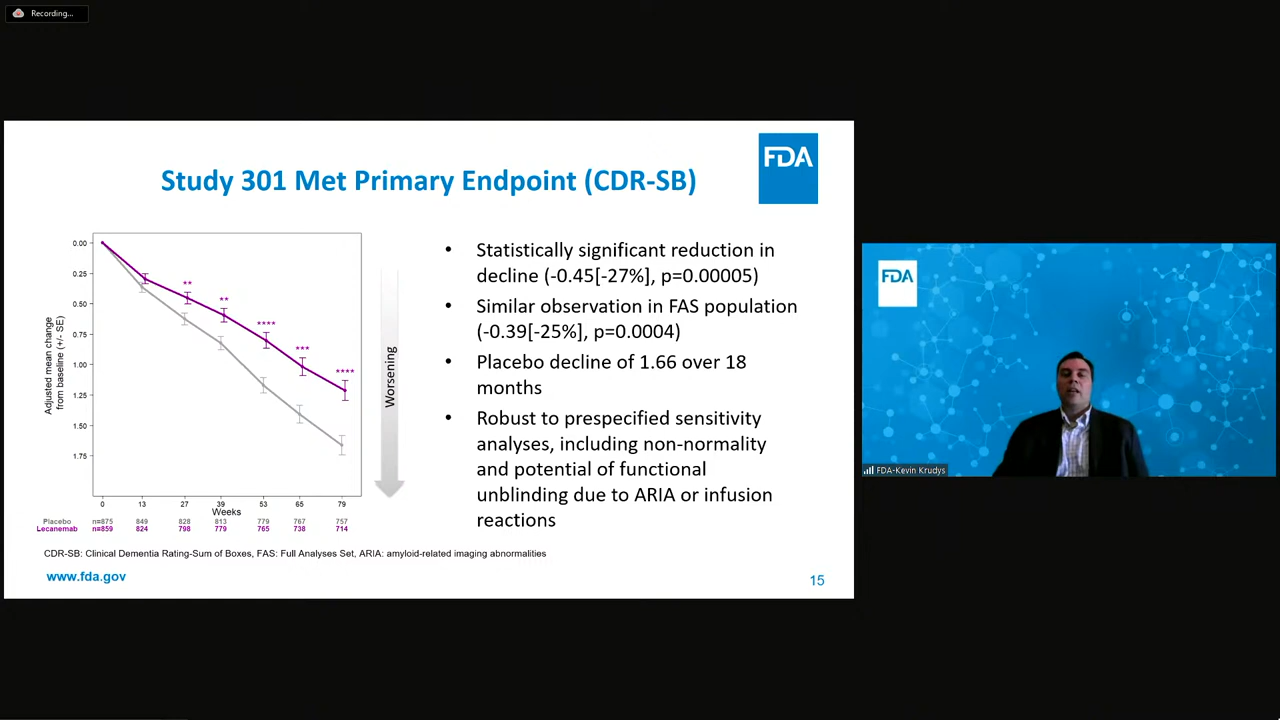 Recording...
FDA
Study 301 Met Primary Endpoint (CDR-SB)
Adjusted mean change
from baseline (+/- SE)
0.00
0.25
0.50
0.75
1.00
1.25
1.50
1.75
**
**
****
***
****
0 13 27 39 53 65 79
Weeks
Placebo n=875 849 828 813 779 767 757
Lecanemab n=859 824 798 779 765 738 714
Worsening
• Statistically significant reduction in
decline (-0.45[-27%], p=0.00005)
• Similar observation in FAS population
(-0.39[-25%], p=0.0004)
• Placebo decline of 1.66 over 18
months
• Robust to prespecified sensitivity
analyses, including non-normality
and potential of functional
unblinding due to ARIA or infusion
reactions
CDR-SB: Clinical Dementia Rating-Sum of Boxes, FAS: Full Analyses Set, ARIA: amyloid-related imaging abnormalities
www.fda.gov
15
FDA
FDA-Kevin Krudys